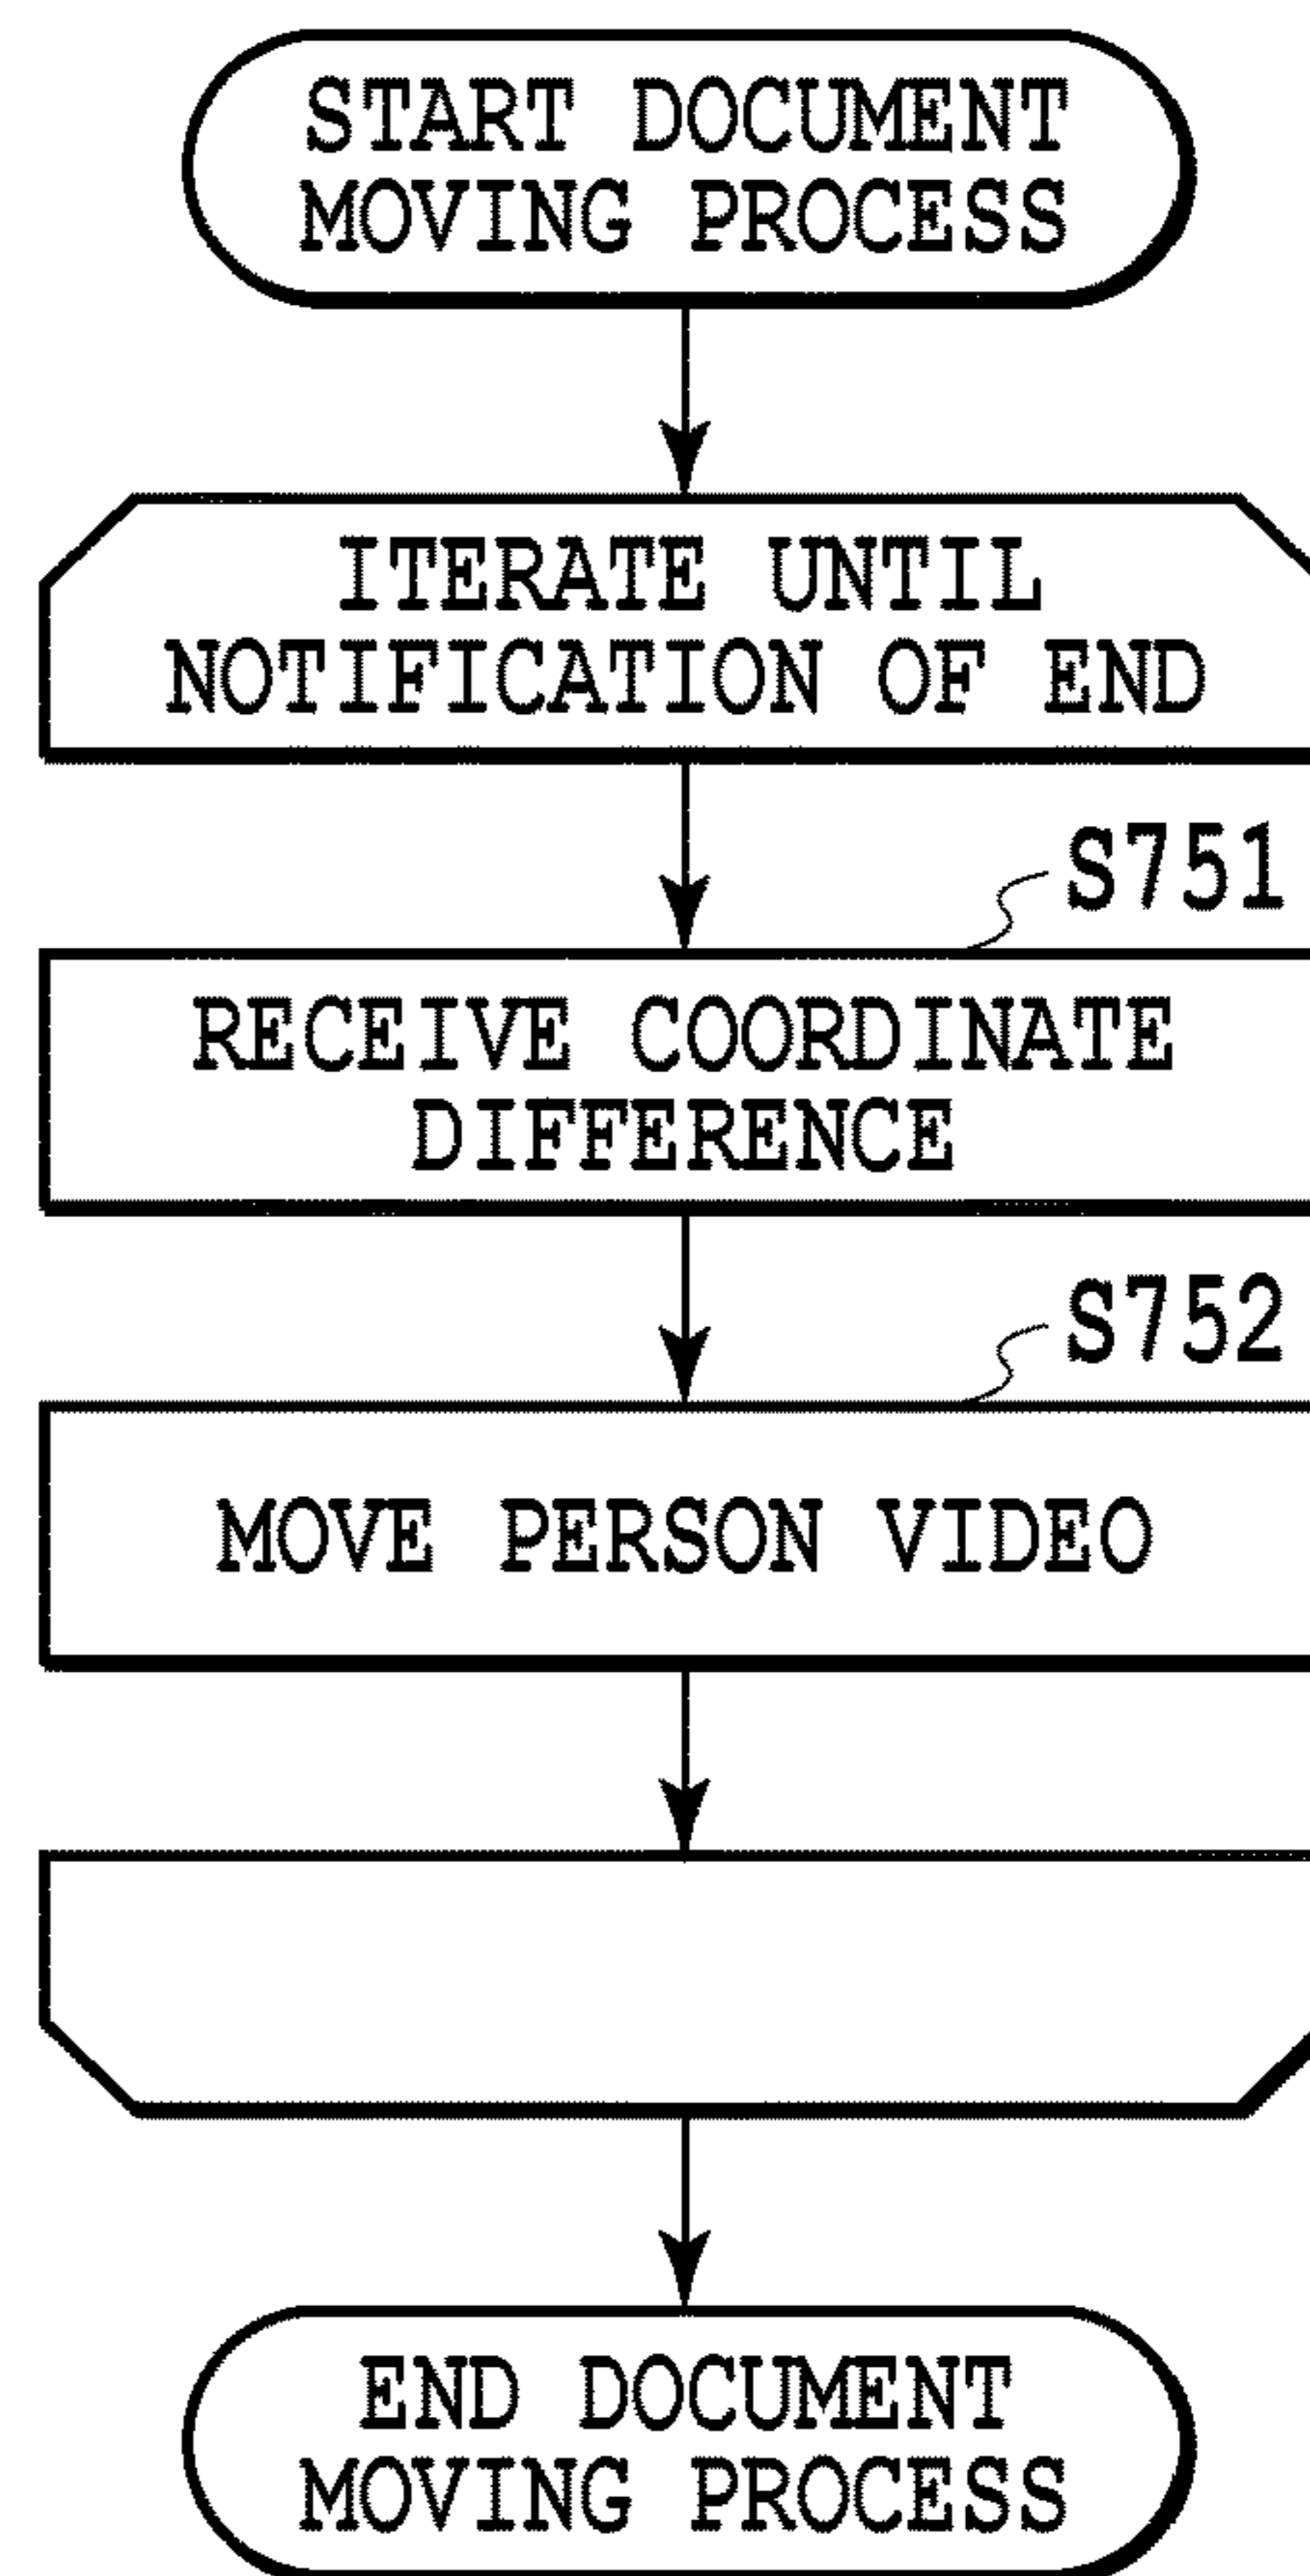 START DOCUMENT
MOVING PROCESS
ITERATE UNTIL
NOTIFICATION OF END
S751
RECEIVE COORDINATE
DIFFERENCE
S752
MOVE PERSON VIDEO
END DOCUMENT
MOVING PROCESS